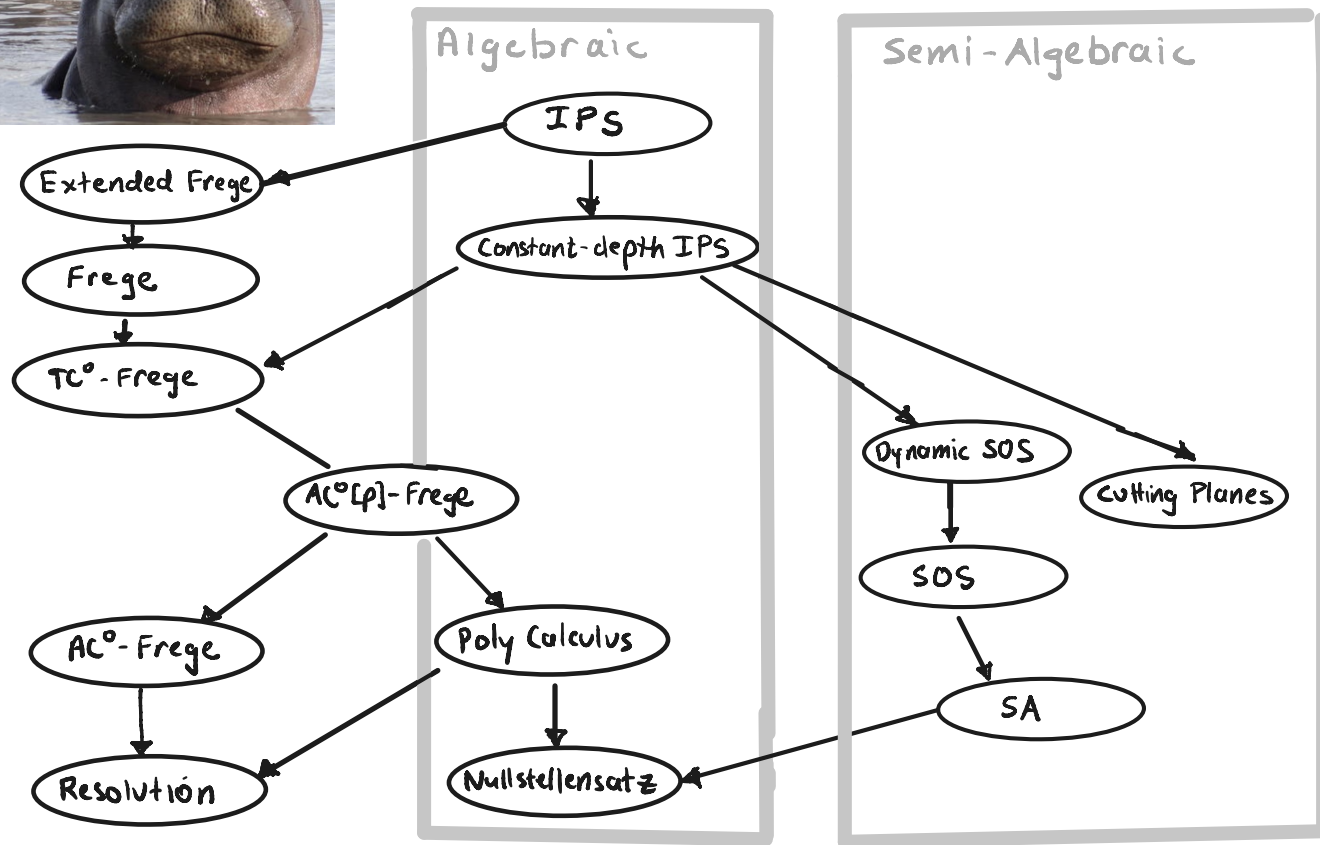 Algebraic
Semi-Algebraic
IPS
Extended Frege
Constant-depth IPS
Frege
TC⁰-Frege
Dynamic SOS
AC⁰[p]-Frege
Cutting Planes
SOS
AC⁰-Frege
Poly Calculus
SA
Resolution
Nullstellensatz